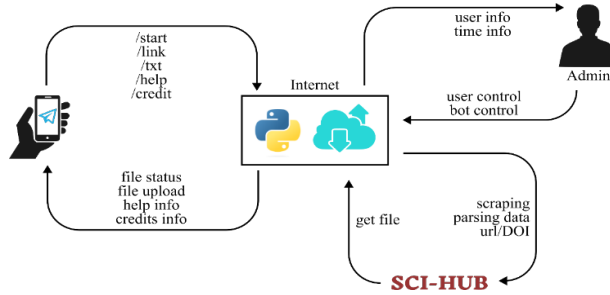 /start
/link
/txt
/help
/credit
user info
time info
Internet
Admin
user control
bot control
file status
file upload
help info
credits info
get file
scraping
parsing data
url/DOI
SCI-HUB